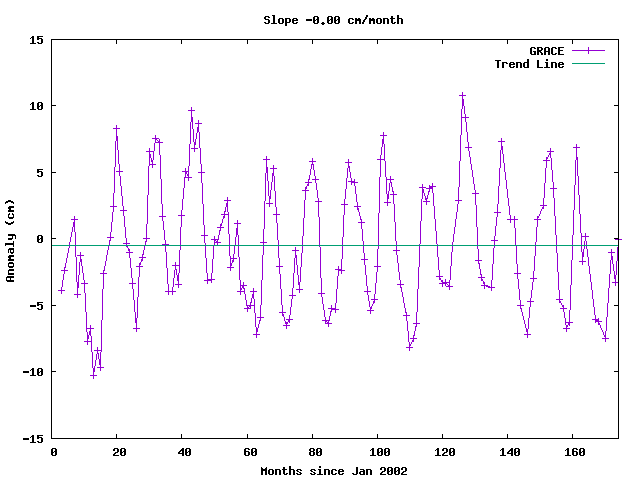 Slope -0.00 cm/month
15
GRACE
Trend Line
10
5
0
-5
-10
-15
Anomaly (cm)
0 20 40 60 80 100 120 140 160
Months since Jan 2002